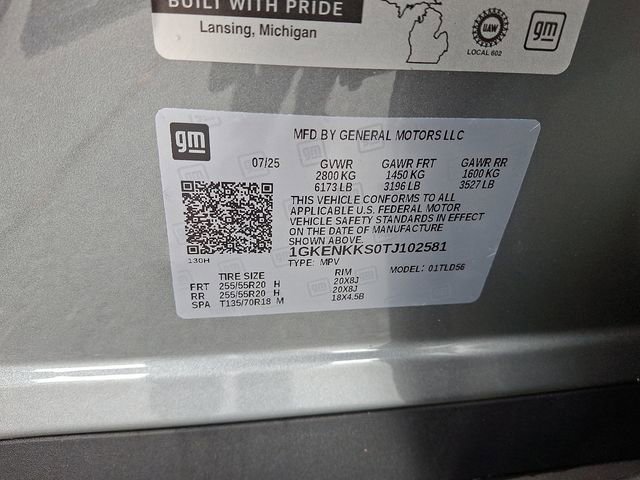 BUILT WITH PRIDE
Lansing, Michigan
UAW
LOCAL 602
gm
gm
MFD BY GENERAL MOTORS LLC
07/25 GVWR GAWR FRT GAWR RR
2800 KG 1450 KG 1600 KG
6173 LB 3196 LB 3527 LB
THIS VEHICLE CONFORMS TO ALL
APPLICABLE U.S. FEDERAL MOTOR
VEHICLE SAFETY STANDARDS IN EFFECT
ON THE DATE OF MANUFACTURE
SHOWN ABOVE.
1GKENKKS0TJ102581
130H
TYPE: MPV MODEL: 01TLD56
TIRE SIZE RIM
FRT 255/55R20 H 20X8J
RR 255/55R20 H 20X8J
SPA T135/70R18 M 18X4.5B